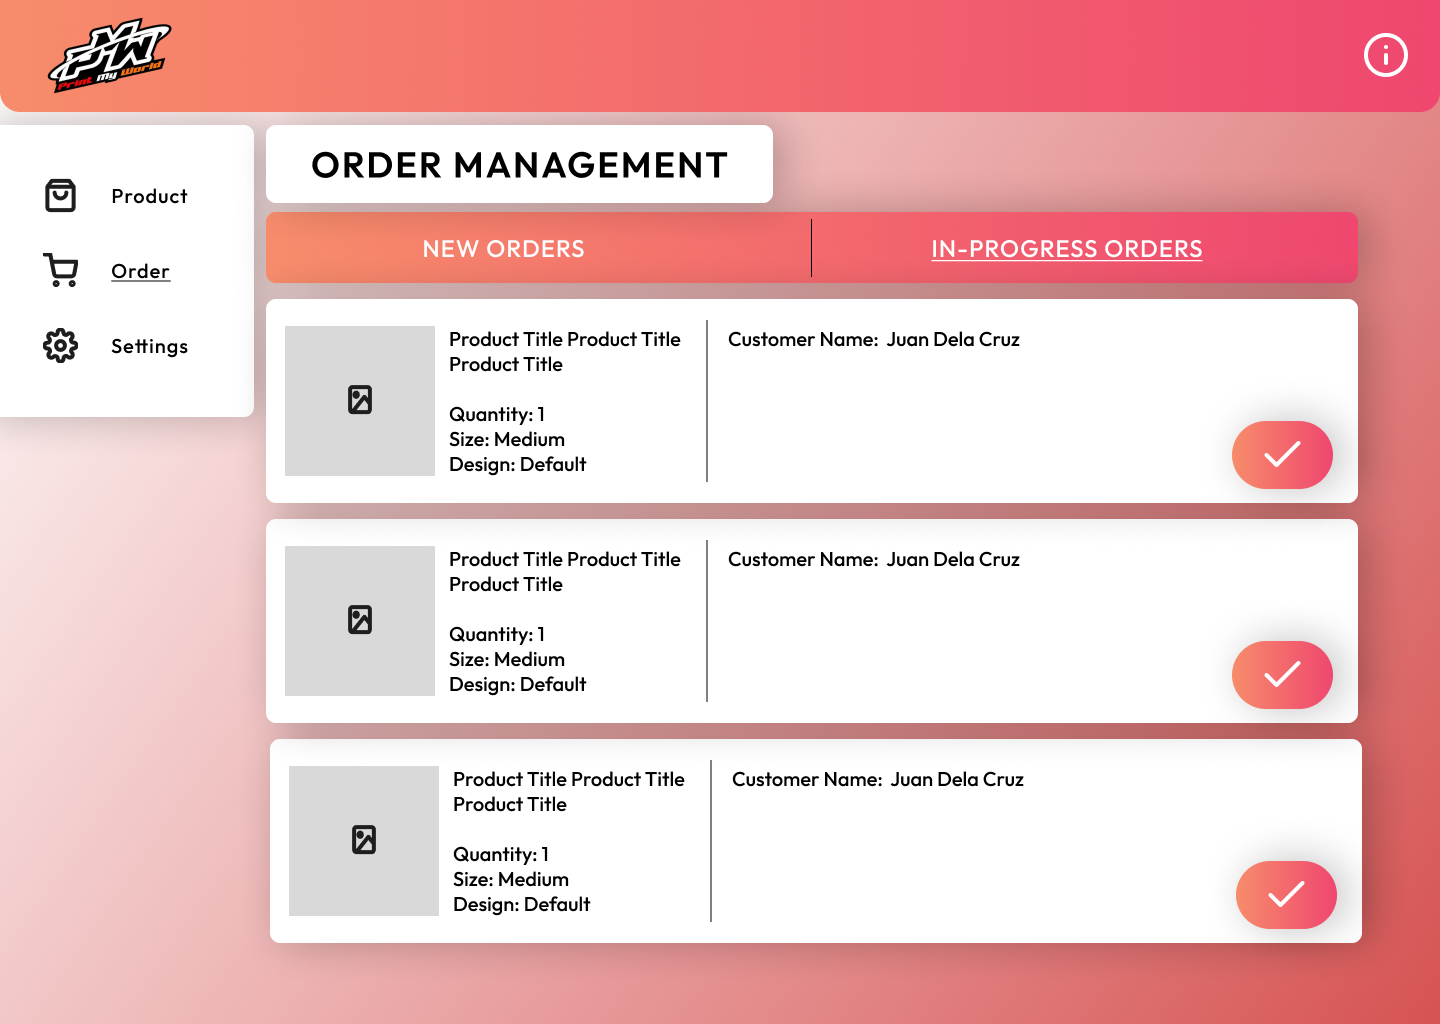 PMW
Print My World
Product
Order
Settings
ORDER MANAGEMENT
NEW ORDERS
IN-PROGRESS ORDERS
Product Title Product Title
Product Title
Quantity: 1
Size: Medium
Design: Default
Customer Name: Juan Dela Cruz
Product Title Product Title
Product Title
Quantity: 1
Size: Medium
Design: Default
Customer Name: Juan Dela Cruz
Product Title Product Title
Product Title
Quantity: 1
Size: Medium
Design: Default
Customer Name: Juan Dela Cruz